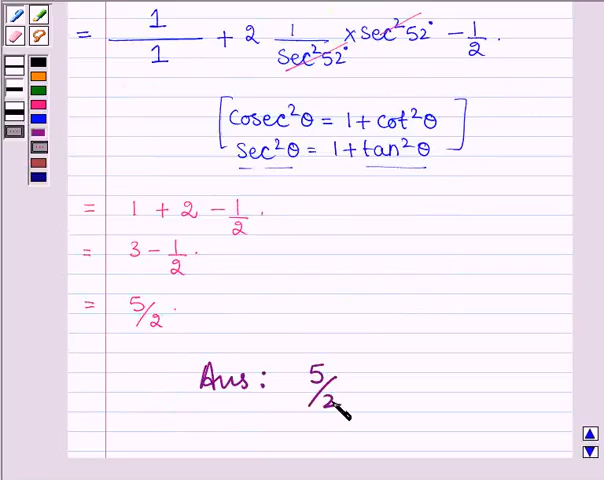 = 1/1 + 2 1/sec²52° × sec²52° - 1/2 .
[cosec²θ = 1 + cot²θ
sec²θ = 1 + tan²θ]
= 1 + 2 - 1/2 .
= 3 - 1/2 .
= 5/2 .
Ans : 5/2